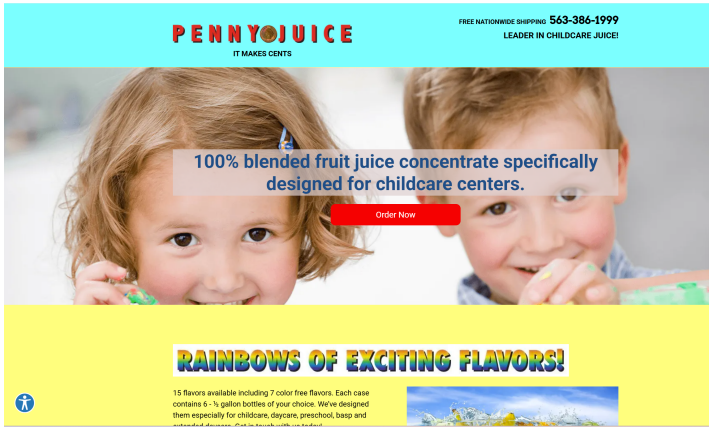 PENNY JUICE
IT MAKES CENTS
FREE NATIONWIDE SHIPPING 563-386-1999
LEADER IN CHILDCARE JUICE!
100% blended fruit juice concentrate specifically
designed for childcare centers.
Order Now
RAINBOWS OF EXCITING FLAVORS!
15 flavors available including 7 color free flavors. Each case
contains 6 - ½ gallon bottles of your choice. We've designed
them especially for childcare, daycare, preschool, basp and